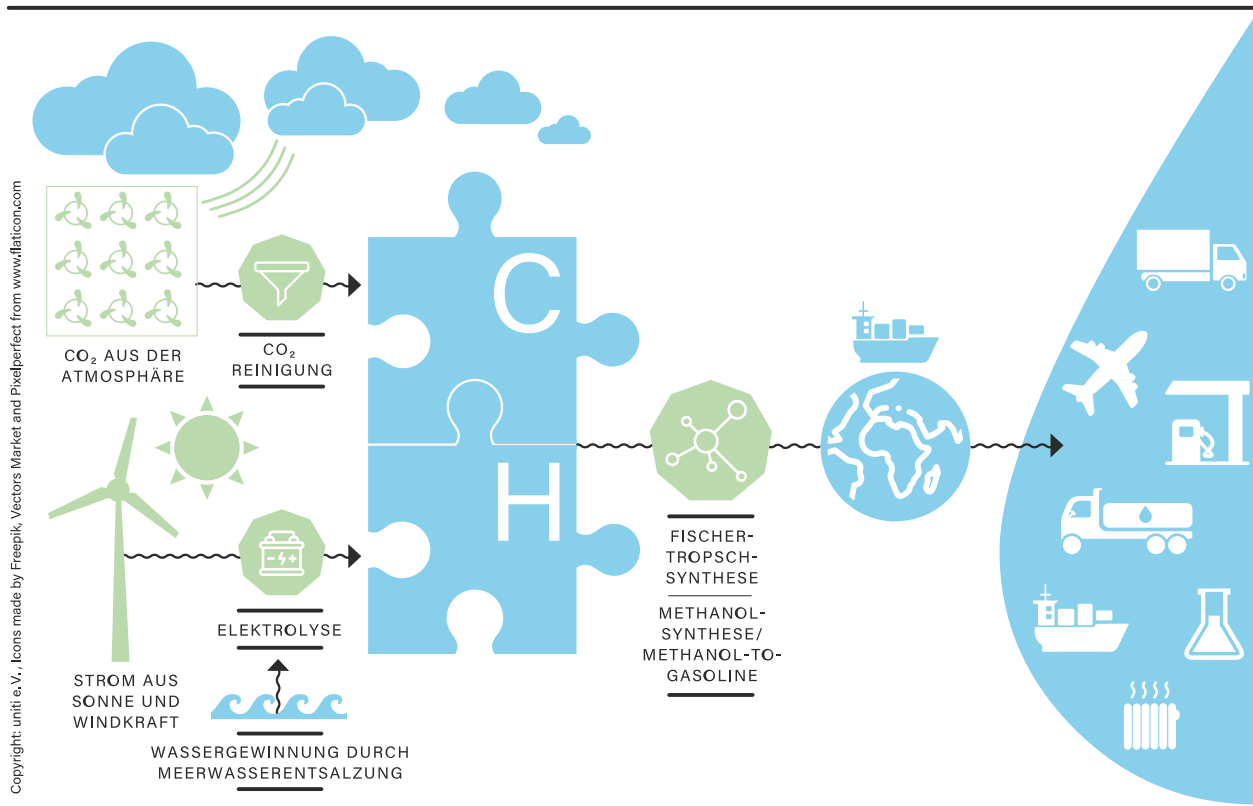 CO₂ AUS DER
ATMOSPHÄRE
CO₂
REINIGUNG
C
H
STROM AUS
SONNE UND
WINDKRAFT
ELEKTROLYSE
WASSERGEWINNUNG DURCH
MEERWASSERENTSALZUNG
FISCHER-
TROPSCH-
SYNTHESE
METHANOL-
SYNTHESE/
METHANOL-TO-
GASOLINE
Copyright: uniti e.V., Icons made by Freepik, Vectors Market and Pixelperfect from www.flaticon.com